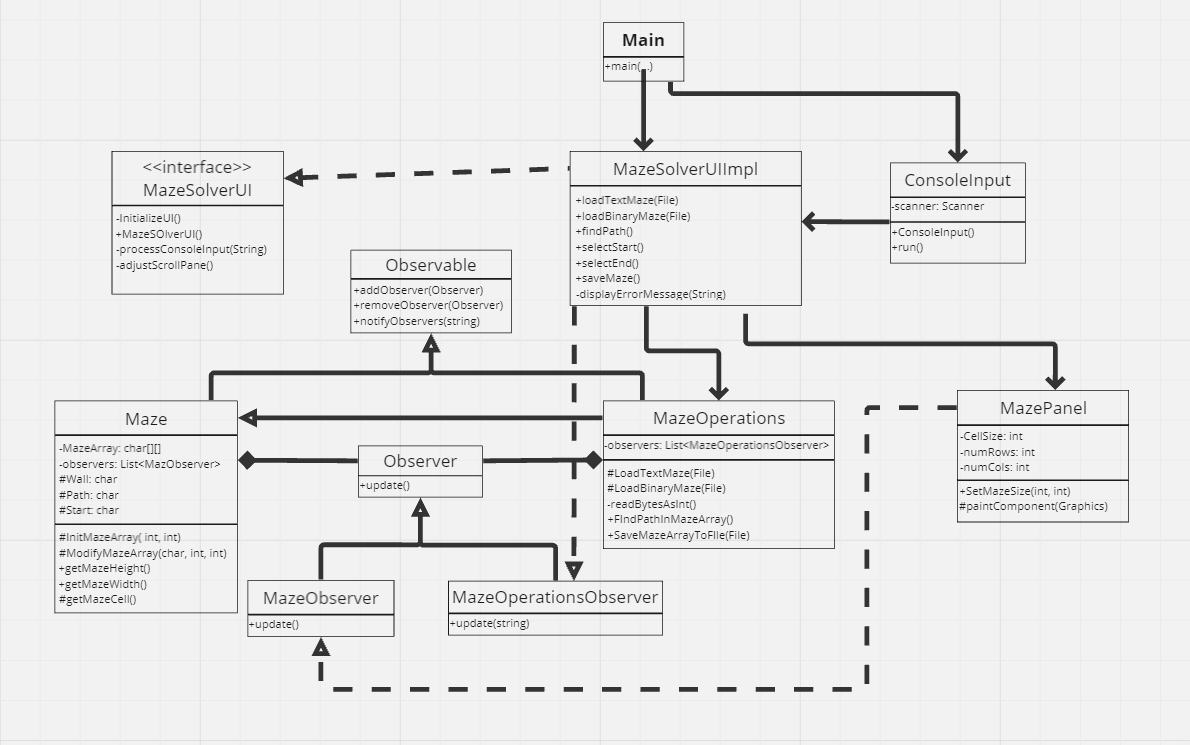 Main
+main(...)
<<interface>>
MazeSolverUI
-InitializeUI()
+MazeSOlverUI()
-processConsoleInput(String)
-adjustScrollPane()
MazeSolverUIImpl
+loadTextMaze(File)
+loadBinaryMaze(File)
+findPath()
+selectStart()
+selectEnd()
+saveMaze()
-displayErrorMessage(String)
ConsoleInput
-scanner: Scanner
+ConsoleInput()
+run()
Observable
+addObserver(Observer)
+removeObserver(Observer)
+notifyObservers(string)
Maze
-MazeArray: char[][]
-observers: List<MazObserver>
#Wall: char
#Path: char
#Start: char
#InitMazeArray( int, int)
#ModifyMazeArray(char, int, int)
+getMazeHeight()
+getMazeWidth()
#getMazeCell()
Observer
+update()
MazeOperations
-observers: List<MazeOperationsObserver>
#LoadTextMaze(File)
#LoadBinaryMaze(File)
-readBytesAsInt()
+FIndPathInMazeArray()
+SaveMazeArrayToFIle(File)
MazePanel
-CellSize: int
-numRows: int
-numCols: int
+SetMazeSize(int, int)
#paintComponent(Graphics)
MazeObserver
+update()
MazeOperationsObserver
+update(string)